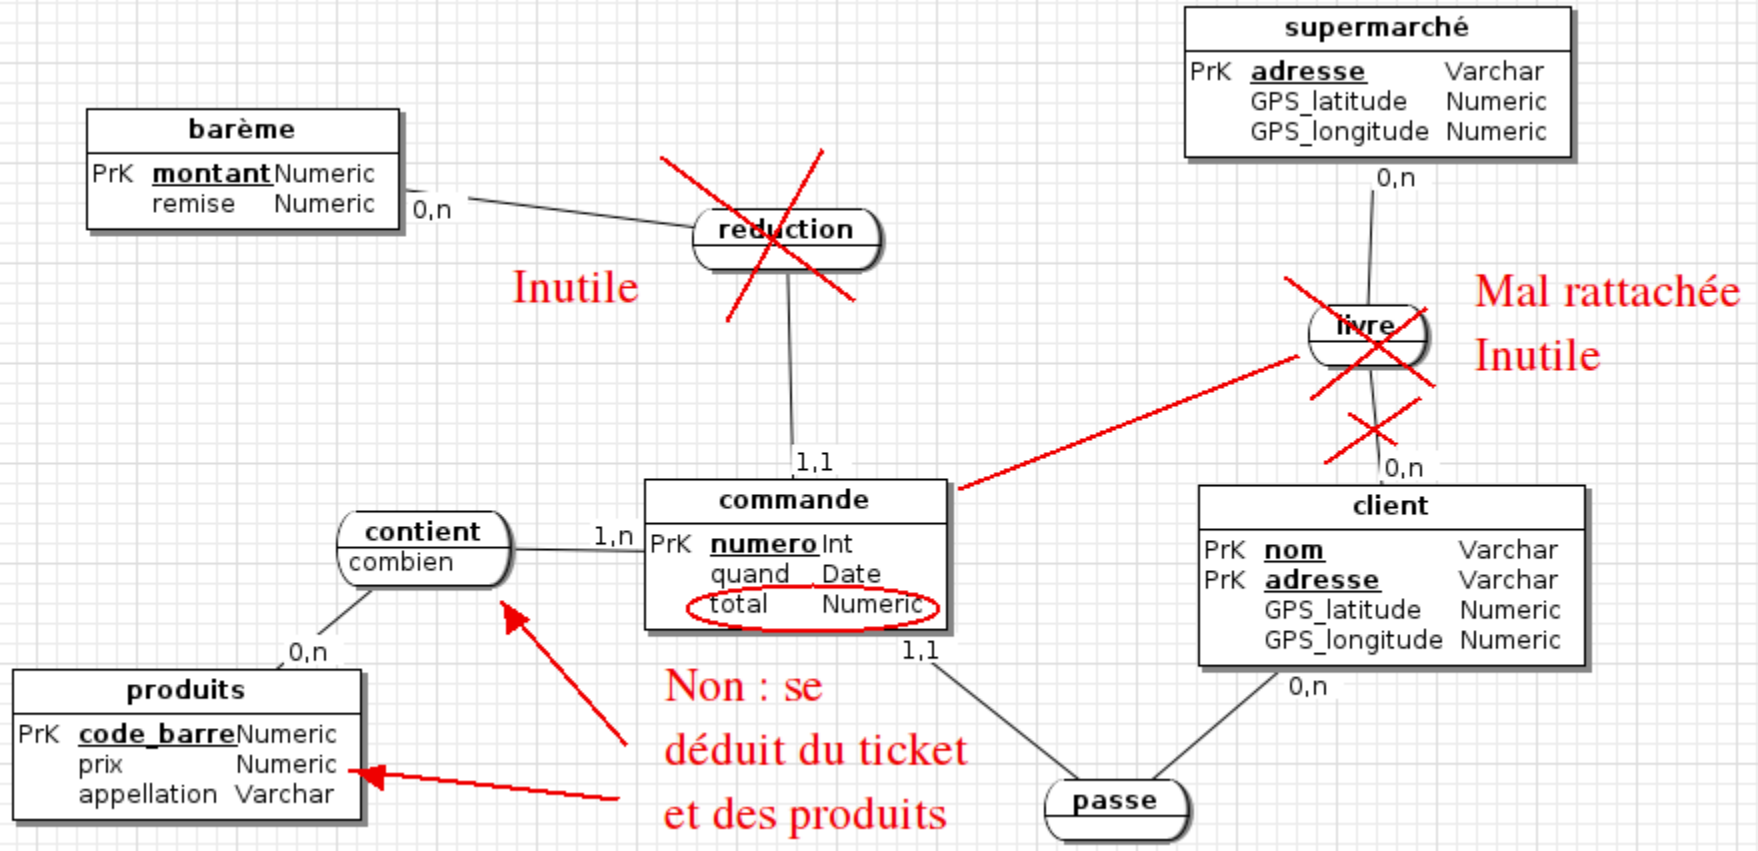 supermarché
PrK adresse Varchar
GPS_latitude Numeric
GPS_longitude Numeric
0,n
barème
PrK montant Numeric
remise Numeric
0,n
reduction
Inutile
livre
Mal rattachée
Inutile
0,n
1,1
commande
PrK numero Int
quand Date
total Numeric
1,1
contient
combien
1,n
0,n
client
PrK nom Varchar
PrK adresse Varchar
GPS_latitude Numeric
GPS_longitude Numeric
0,n
produits
PrK code_barre Numeric
prix Numeric
appellation Varchar
Non : se
déduit du ticket
et des produits
passe